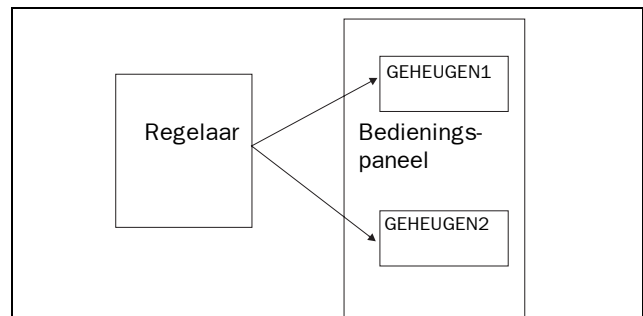 Regelaar
GEHEUGEN1
Bedienings-
paneel
GEHEUGEN2